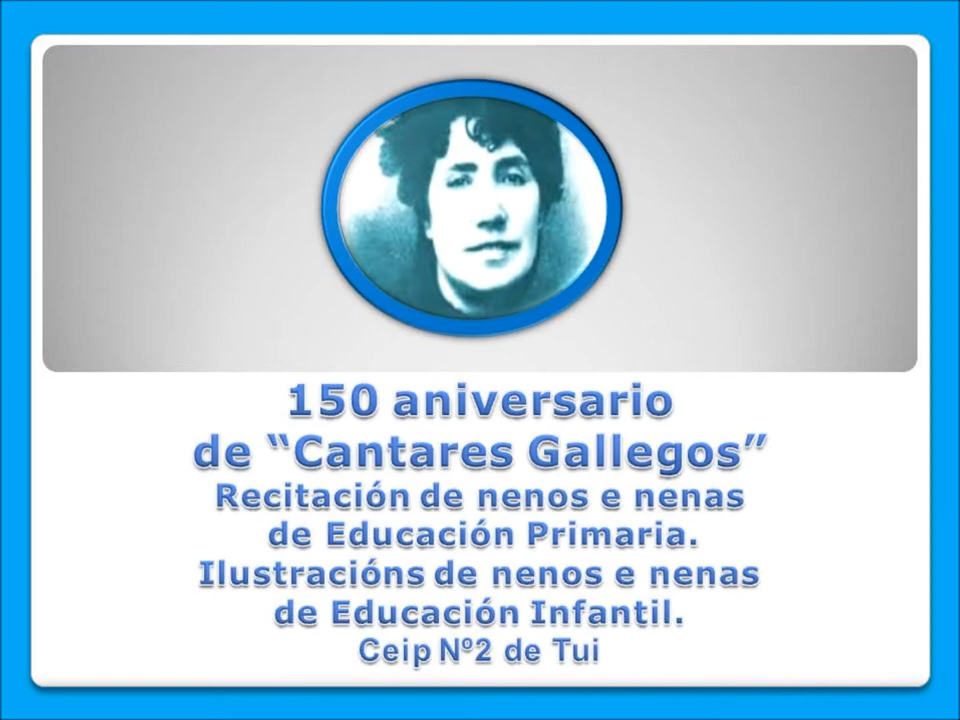 150 aniversario
de “Cantares Gallegos”
Recitación de nenos e nenas
de Educación Primaria.
Ilustracións de nenos e nenas
de Educación Infantil.
Ceip Nº2 de Tui